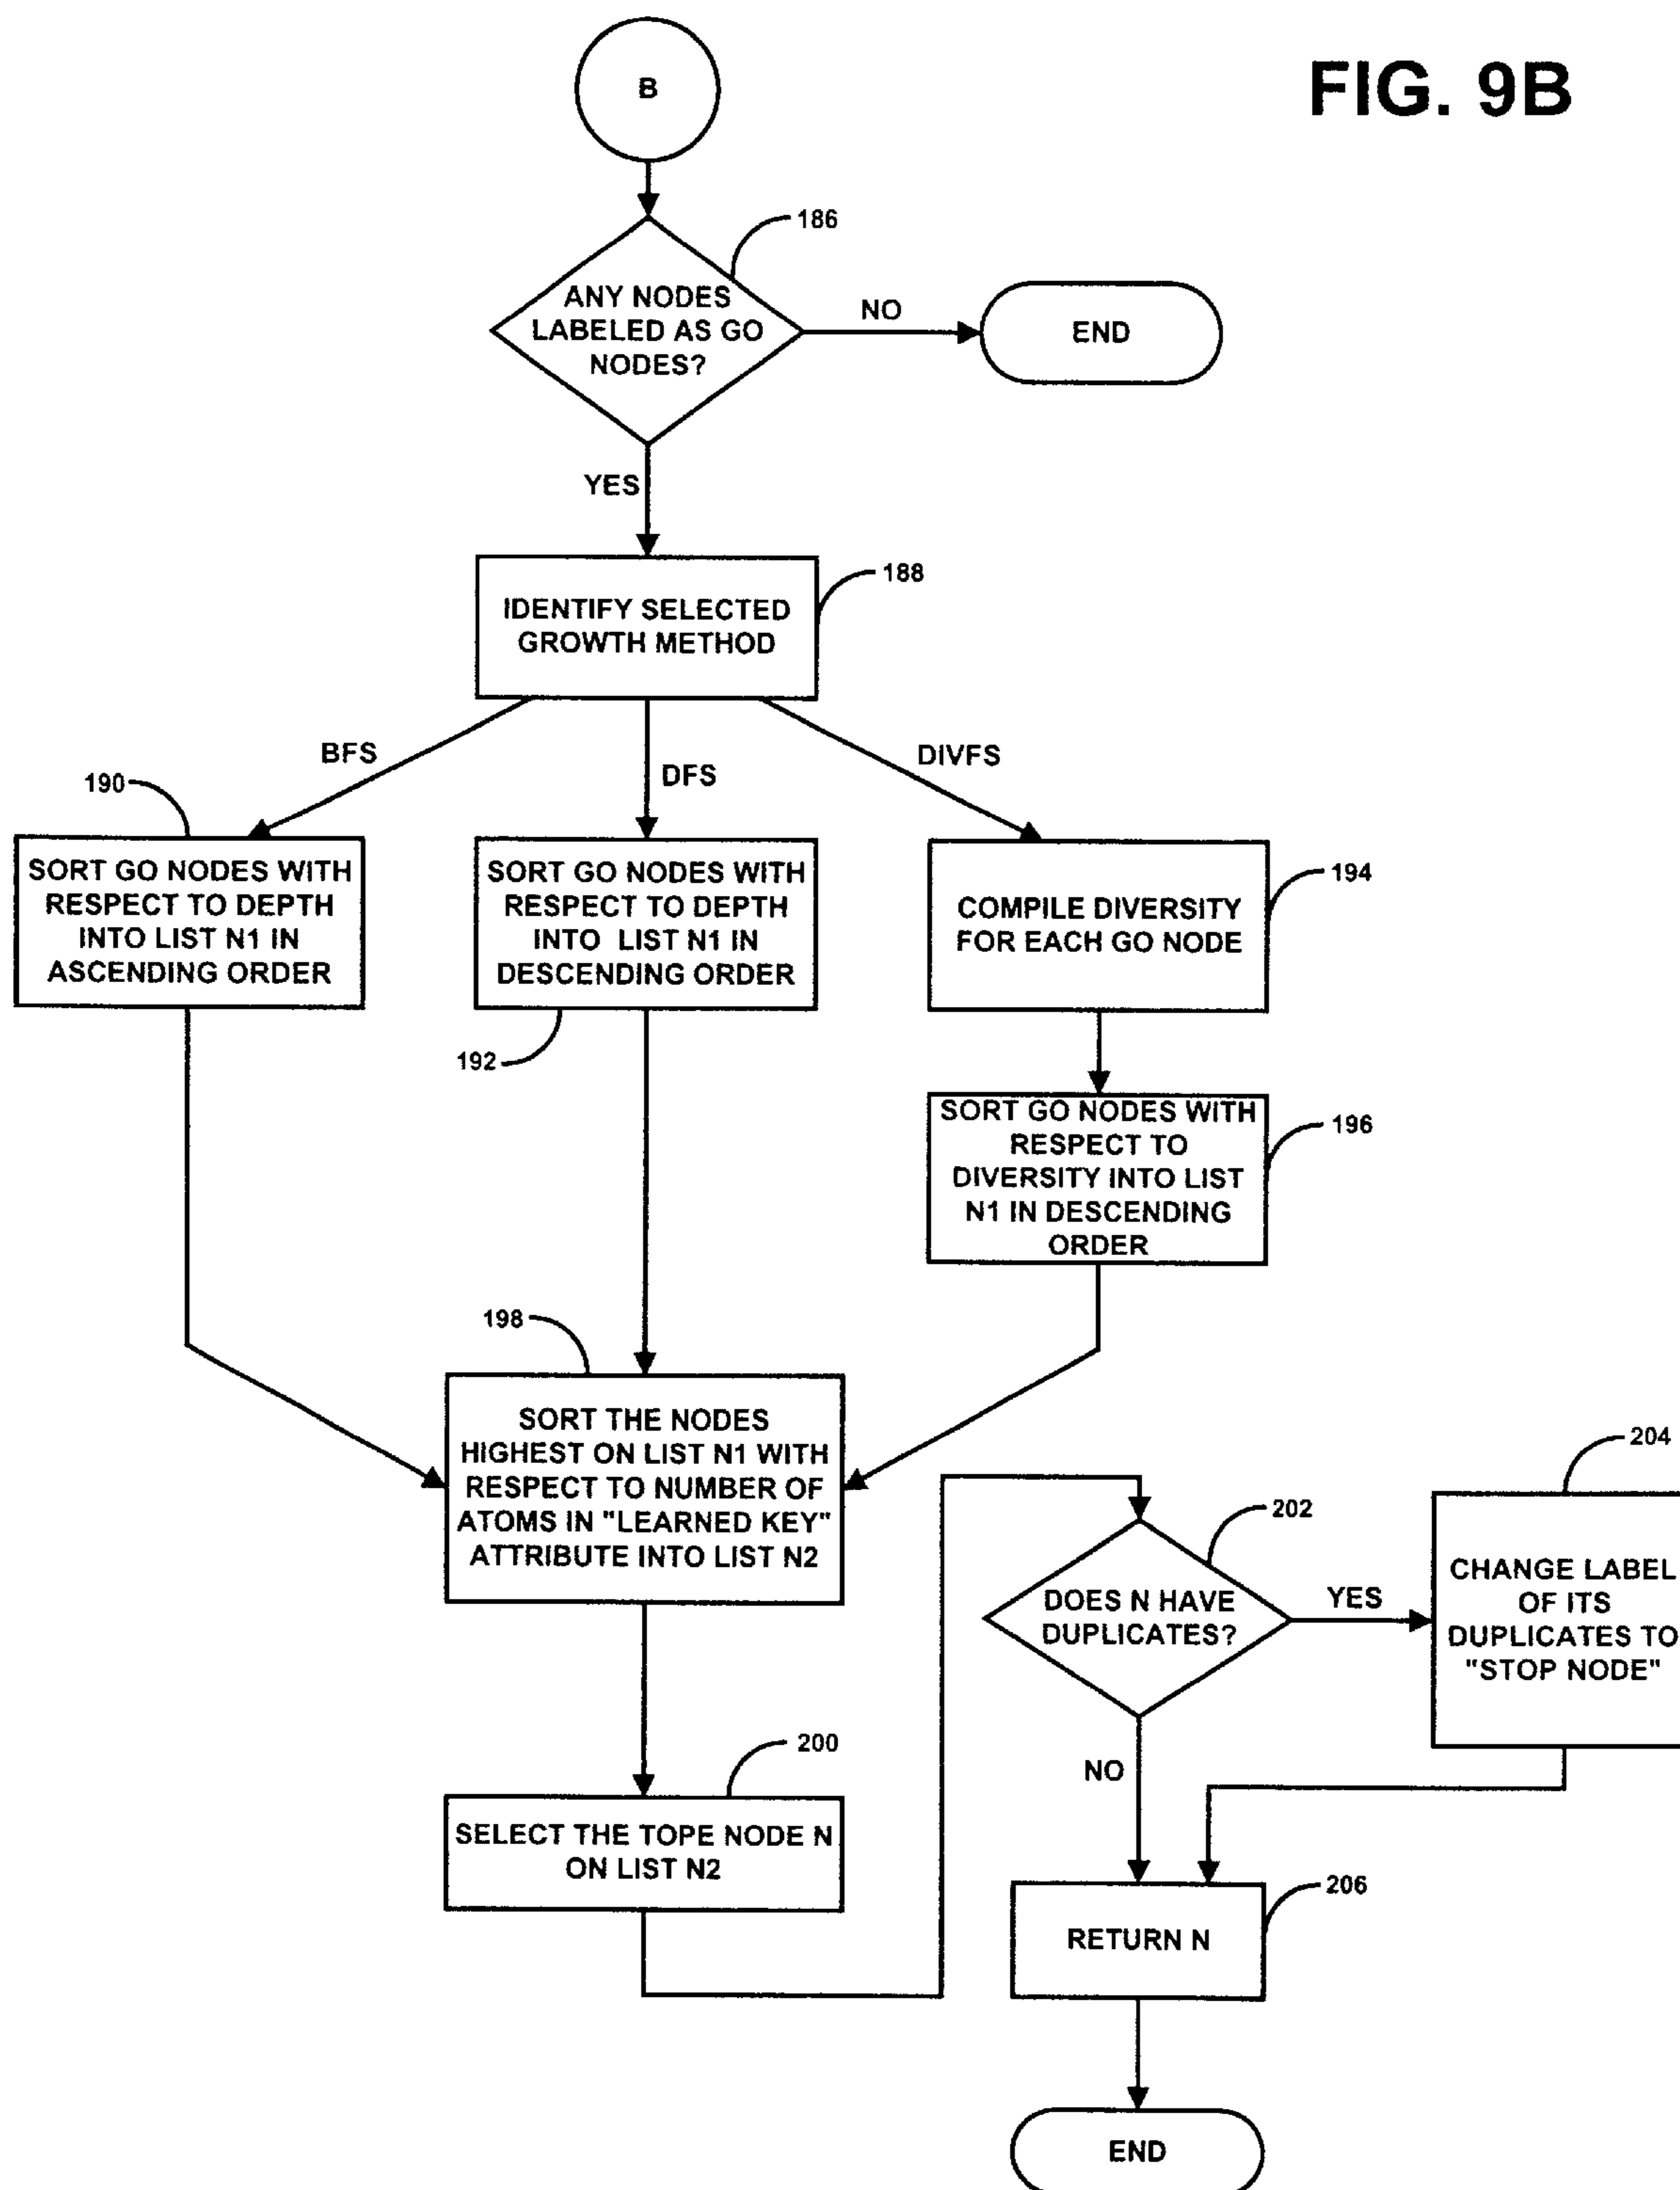 FIG. 9B
B
186
ANY NODES
LABELED AS GO
NODES?
NO
END
YES
188
IDENTIFY SELECTED
GROWTH METHOD
BFS
DFS
DIVFS
190
SORT GO NODES WITH
RESPECT TO DEPTH
INTO LIST N1 IN
ASCENDING ORDER
SORT GO NODES WITH
RESPECT TO DEPTH
INTO LIST N1 IN
DESCENDING ORDER
192
194
COMPILE DIVERSITY
FOR EACH GO NODE
196
SORT GO NODES WITH
RESPECT TO
DIVERSITY INTO LIST
N1 IN DESCENDING
ORDER
198
SORT THE NODES
HIGHEST ON LIST N1 WITH
RESPECT TO NUMBER OF
ATOMS IN "LEARNED KEY"
ATTRIBUTE INTO LIST N2
200
SELECT THE TOPE NODE N
ON LIST N2
202
DOES N HAVE
DUPLICATES?
YES
204
CHANGE LABEL
OF ITS
DUPLICATES TO
"STOP NODE"
NO
206
RETURN N
END